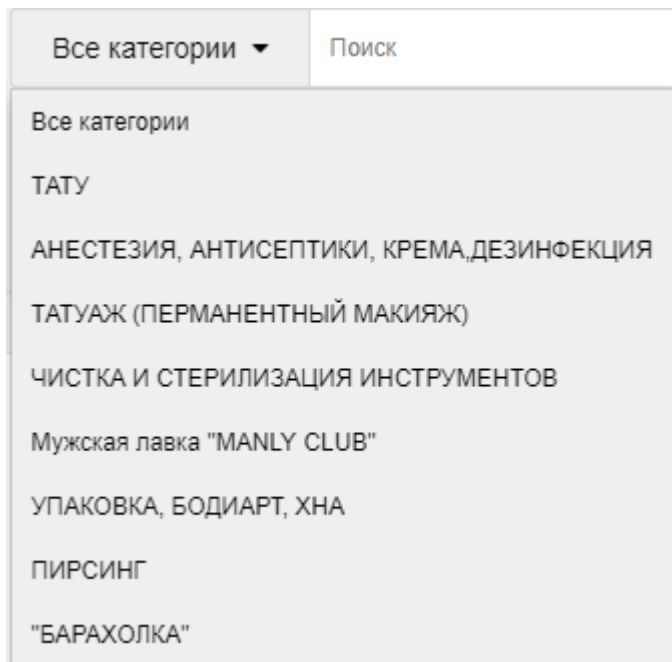 Все категории
Поиск
Все категории
ТАТУ
АНЕСТЕЗИЯ, АНТИСЕПТИКИ, КРЕМА,ДЕЗИНФЕКЦИЯ
ТАТУАЖ (ПЕРМАНЕНТНЫЙ МАКИЯЖ)
ЧИСТКА И СТЕРИЛИЗАЦИЯ ИНСТРУМЕНТОВ
Мужская лавка "MANLY CLUB"
УПАКОВКА, БОДИАРТ, ХНА
ПИРСИНГ
"БАРАХОЛКА"